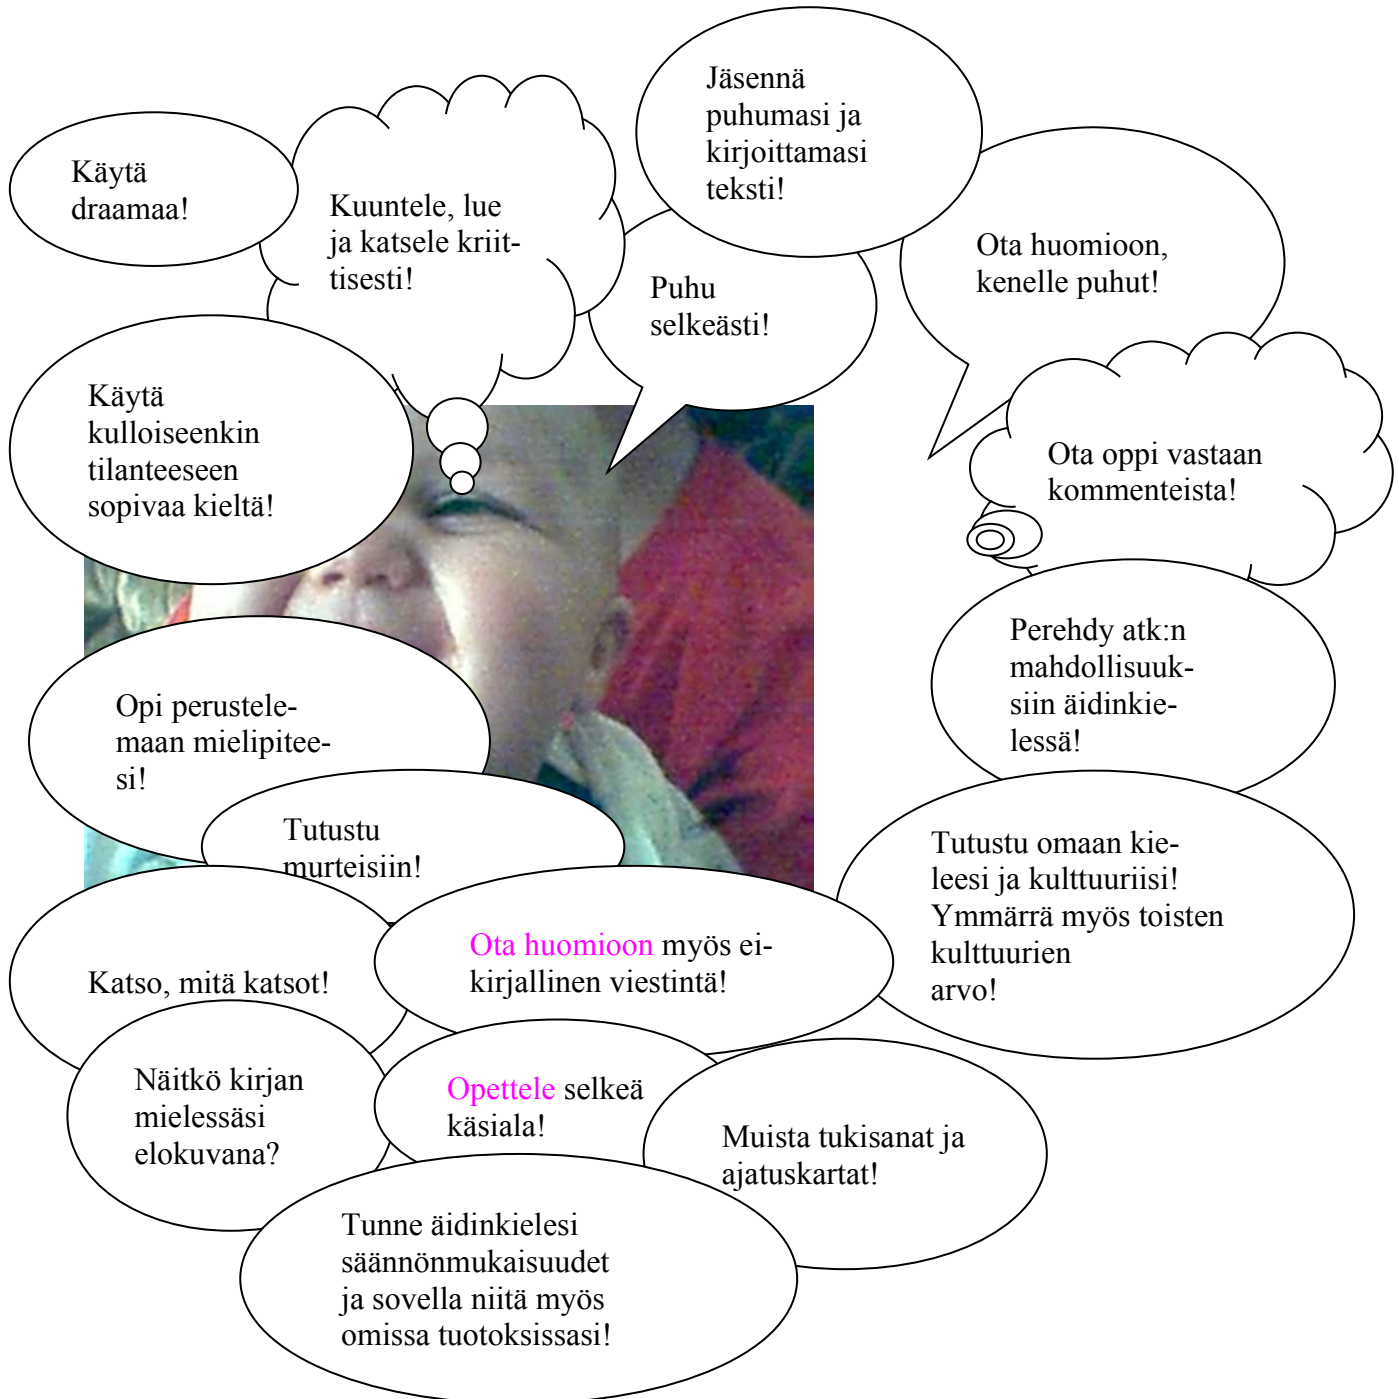 Jäsennä
puhumasi ja
kirjoittamasi
teksti!
Käytä
draamaa!
Kuuntele, lue
ja katsele kriit-
tisesti!
Ota huomioon,
kenelle puhut!
Puhu
selkeästi!
Käytä
kulloiseenkin
tilanteeseen
sopivaa kieltä!
Ota oppi vastaan
kommenteista!
Perehdy atk:n
mahdollisuuk-
siin äidinkie-
lessä!
Opi perustele-
maan mielipitee-
si!
Tutustu
murteisiin!
Tutustu omaan kie-
leesi ja kulttuuriisi!
Ymmärrä myös toisten
kulttuurien
arvo!
Ota huomioon myös ei-
kirjallinen viestintä!
Katso, mitä katsot!
Näitkö kirjan
mielessäsi
elokuvana?
Opettele selkeä
käsiala!
Muista tukisanat ja
ajatuskartat!
Tunne äidinkielesi
säännönmukaisuudet
ja sovella niitä myös
omissa tuotoksissasi!